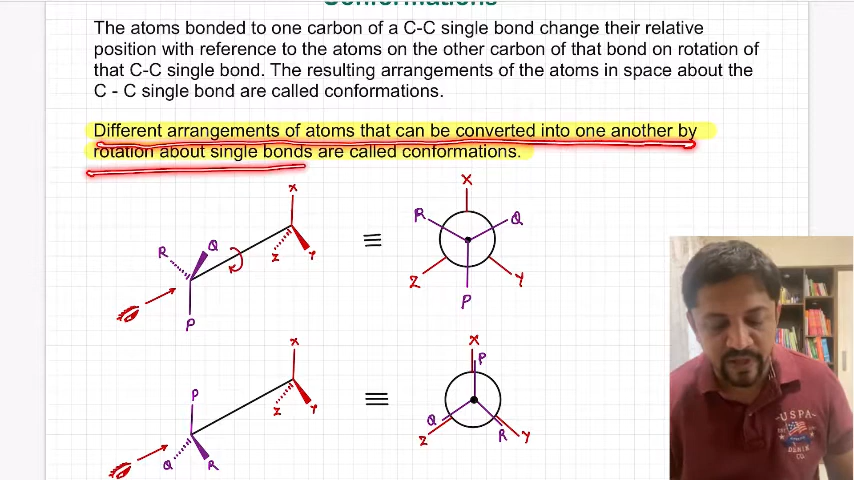 Conformations
The atoms bonded to one carbon of a C-C single bond change their relative
position with reference to the atoms on the other carbon of that bond on rotation of
that C-C single bond. The resulting arrangements of the atoms in space about the
C - C single bond are called conformations.
Different arrangements of atoms that can be converted into one another by
rotation about single bonds are called conformations.
X
R
Q
Z
Y
P
≡
X
R
Q
Z
Y
P
X
P
Z
Y
Q
R
≡
X
P
Q
Z
R
Y
USPA
DENIM
CO.